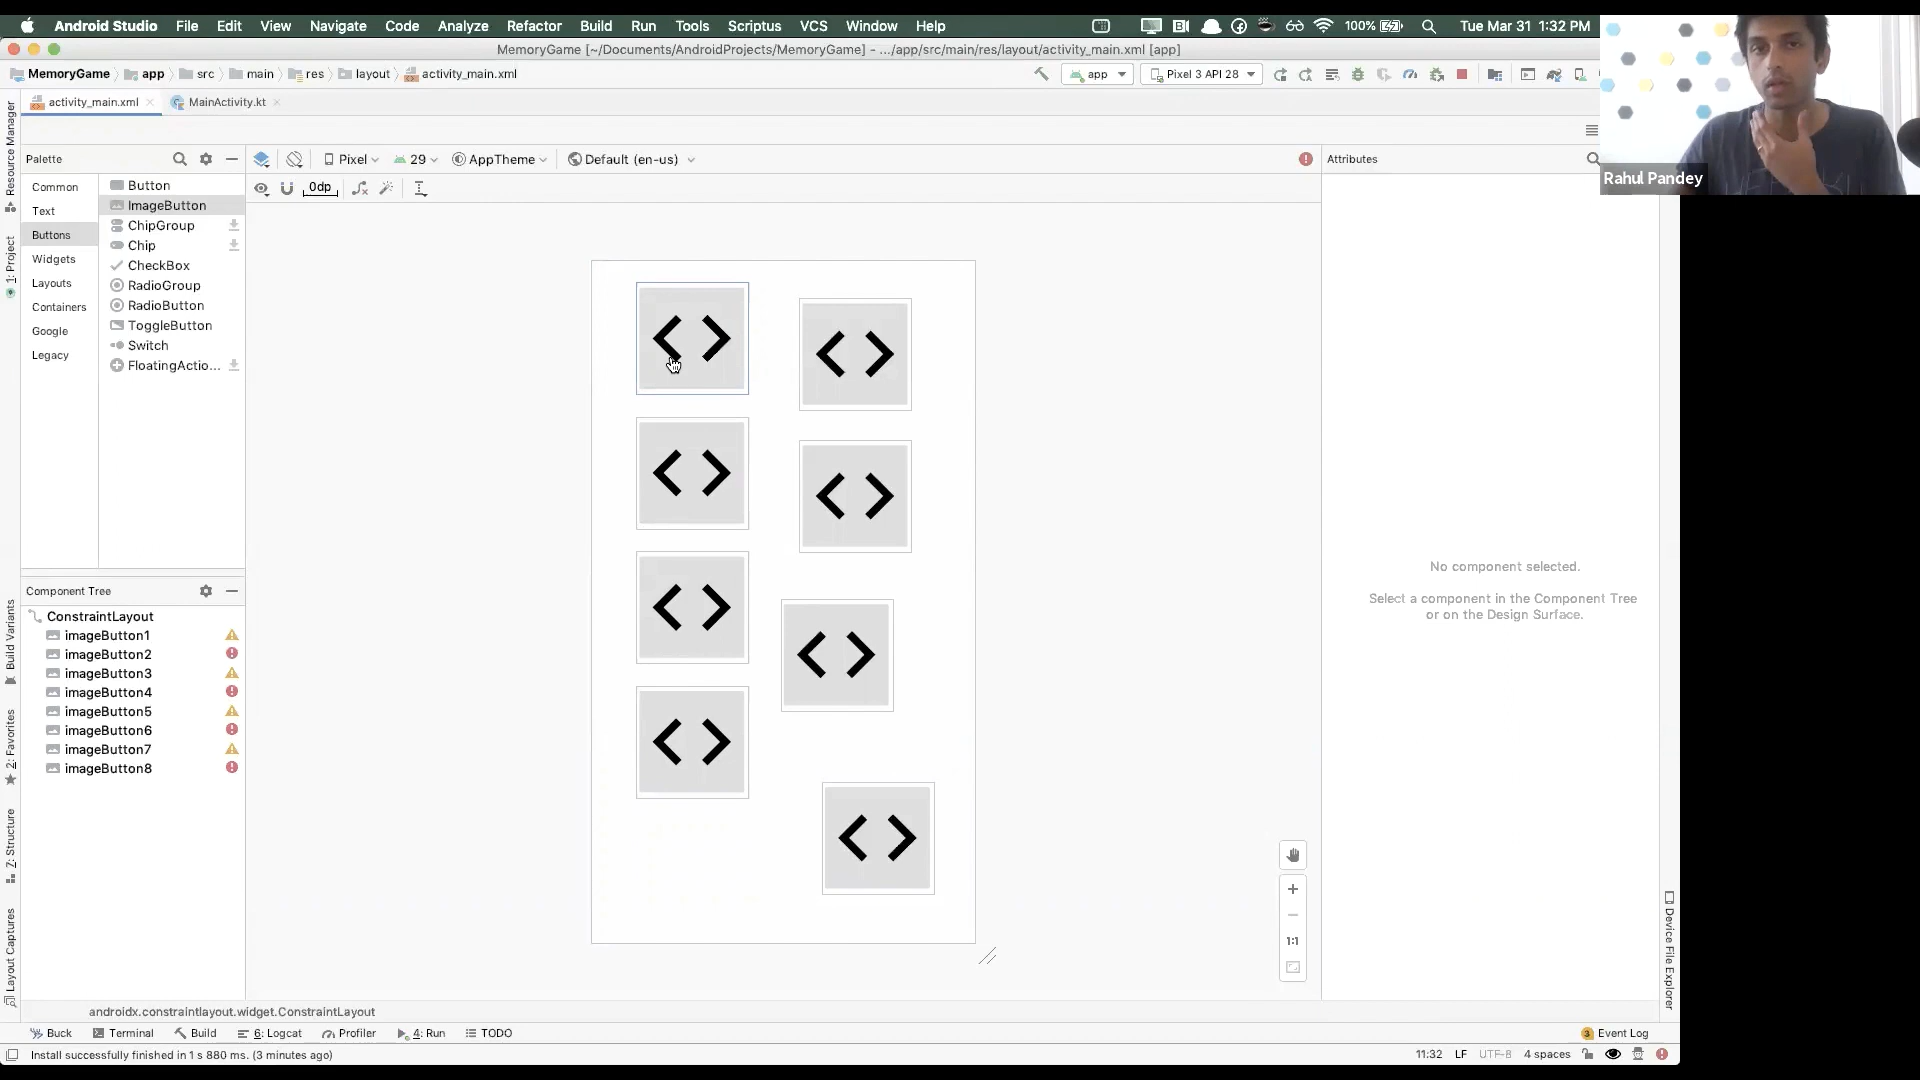 Android Studio File Edit View Navigate Code Analyze Refactor Build Run Tools Scriptus VCS Window Help 100% Tue Mar 31 1:32 PM
MemoryGame [~/Documents/AndroidProjects/MemoryGame] - .../app/src/main/res/layout/activity_main.xml [app]
MemoryGame app src main res layout activity_main.xml app Pixel 3 API 28
activity_main.xml MainActivity.kt
Palette Pixel 29 AppTheme Default (en-us) Attributes
Rahul Pandey
0dp
Common
Text
Buttons
Widgets
Layouts
Containers
Google
Legacy
Button
ImageButton
ChipGroup
Chip
CheckBox
RadioGroup
RadioButton
ToggleButton
Switch
FloatingActio...
Component Tree
ConstraintLayout
imageButton1
imageButton2
imageButton3
imageButton4
imageButton5
imageButton6
imageButton7
imageButton8
No component selected.
Select a component in the Component Tree
or on the Design Surface.
1:1
Resource Manager
1: Project
Build Variants
2: Favorites
Z: Structure
Layout Captures
Device File Explorer
androidx.constraintlayout.widget.ConstraintLayout
Buck Terminal Build 6: Logcat Profiler 4: Run TODO 3 Event Log
Install successfully finished in 1 s 880 ms. (3 minutes ago) 11:32 LF UTF-8 4 spaces